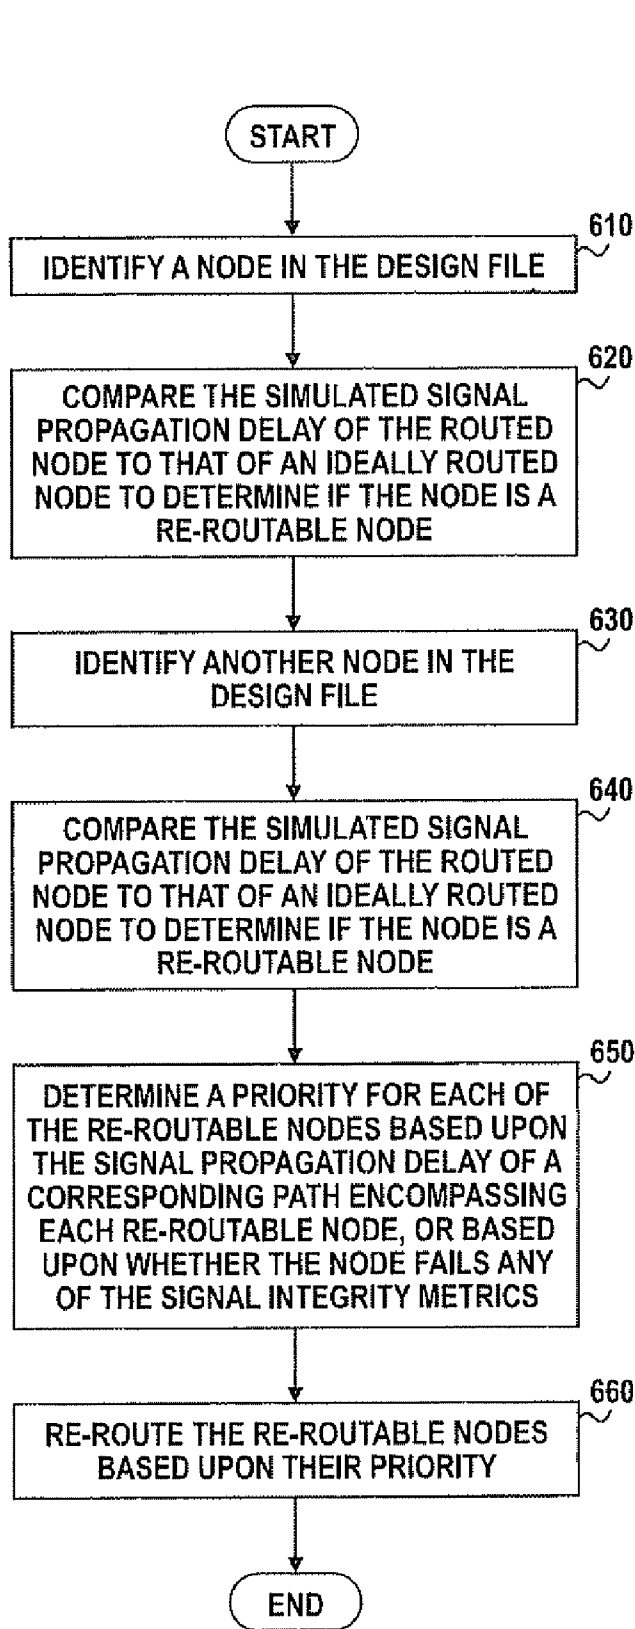 START
610
IDENTIFY A NODE IN THE DESIGN FILE
620
COMPARE THE SIMULATED SIGNAL
PROPAGATION DELAY OF THE ROUTED
NODE TO THAT OF AN IDEALLY ROUTED
NODE TO DETERMINE IF THE NODE IS A
RE-ROUTABLE NODE
630
IDENTIFY ANOTHER NODE IN THE
DESIGN FILE
640
COMPARE THE SIMULATED SIGNAL
PROPAGATION DELAY OF THE ROUTED
NODE TO THAT OF AN IDEALLY ROUTED
NODE TO DETERMINE IF THE NODE IS A
RE-ROUTABLE NODE
650
DETERMINE A PRIORITY FOR EACH OF
THE RE-ROUTABLE NODES BASED UPON
THE SIGNAL PROPAGATION DELAY OF A
CORRESPONDING PATH ENCOMPASSING
EACH RE-ROUTABLE NODE, OR BASED
UPON WHETHER THE NODE FAILS ANY
OF THE SIGNAL INTEGRITY METRICS
660
RE-ROUTE THE RE-ROUTABLE NODES
BASED UPON THEIR PRIORITY
END